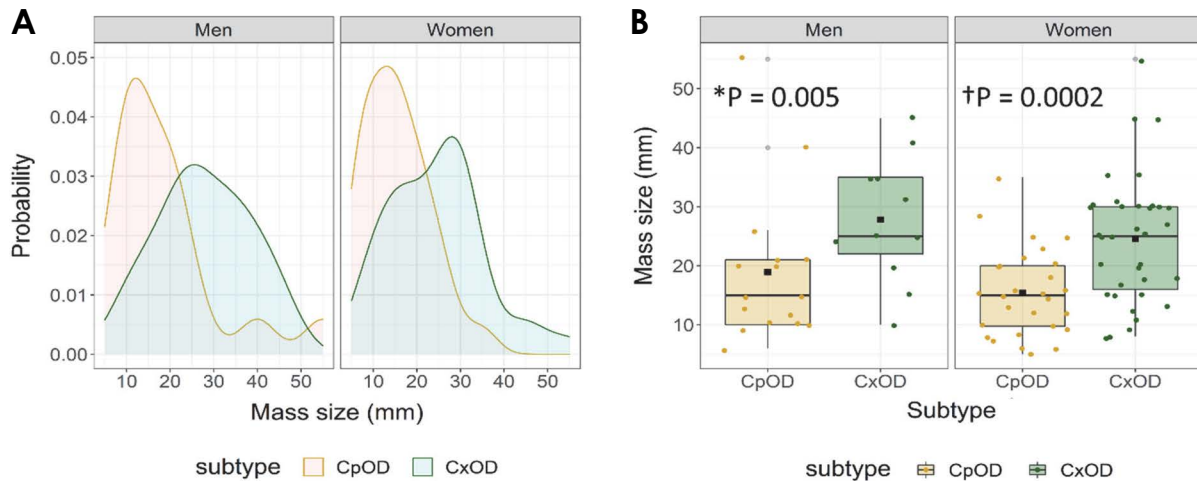 A
Men
Women
0.05
0.04
0.03
0.02
0.01
0.00
Probability
10 20 30 40 50
10 20 30 40 50
Mass size (mm)
subtype CpOD CxOD
B
Men
Women
*P = 0.005
†P = 0.0002
50
40
30
20
10
Mass size (mm)
CpOD CxOD
CpOD CxOD
Subtype
subtype CpOD CxOD